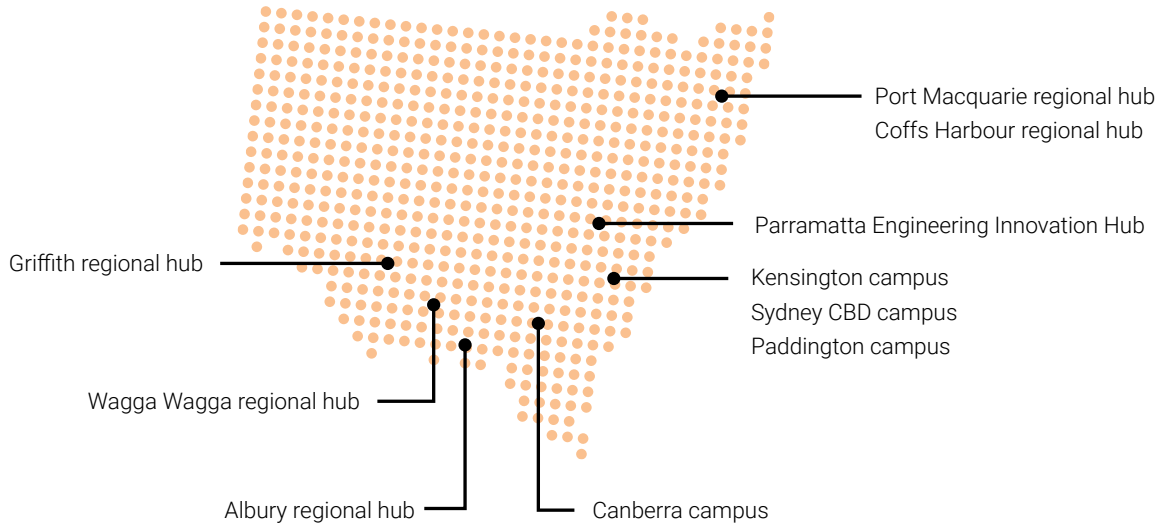 Port Macquarie regional hub
Coffs Harbour regional hub
Parramatta Engineering Innovation Hub
Griffith regional hub
Kensington campus
Sydney CBD campus
Paddington campus
Wagga Wagga regional hub
Albury regional hub
Canberra campus